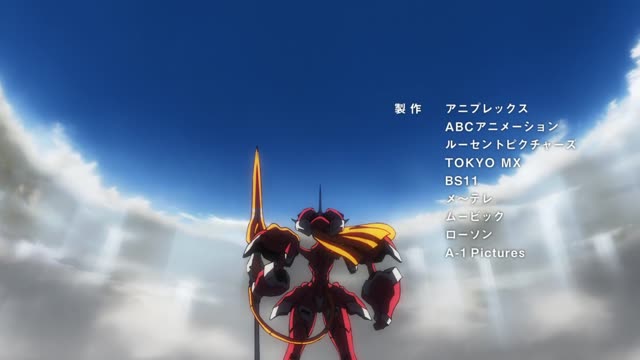 製作 アニプレックス
ABCアニメーション
ルーセントピクチャーズ
TOKYO MX
BS11
メ~テレ
ムービック
ローソン
A-1 Pictures